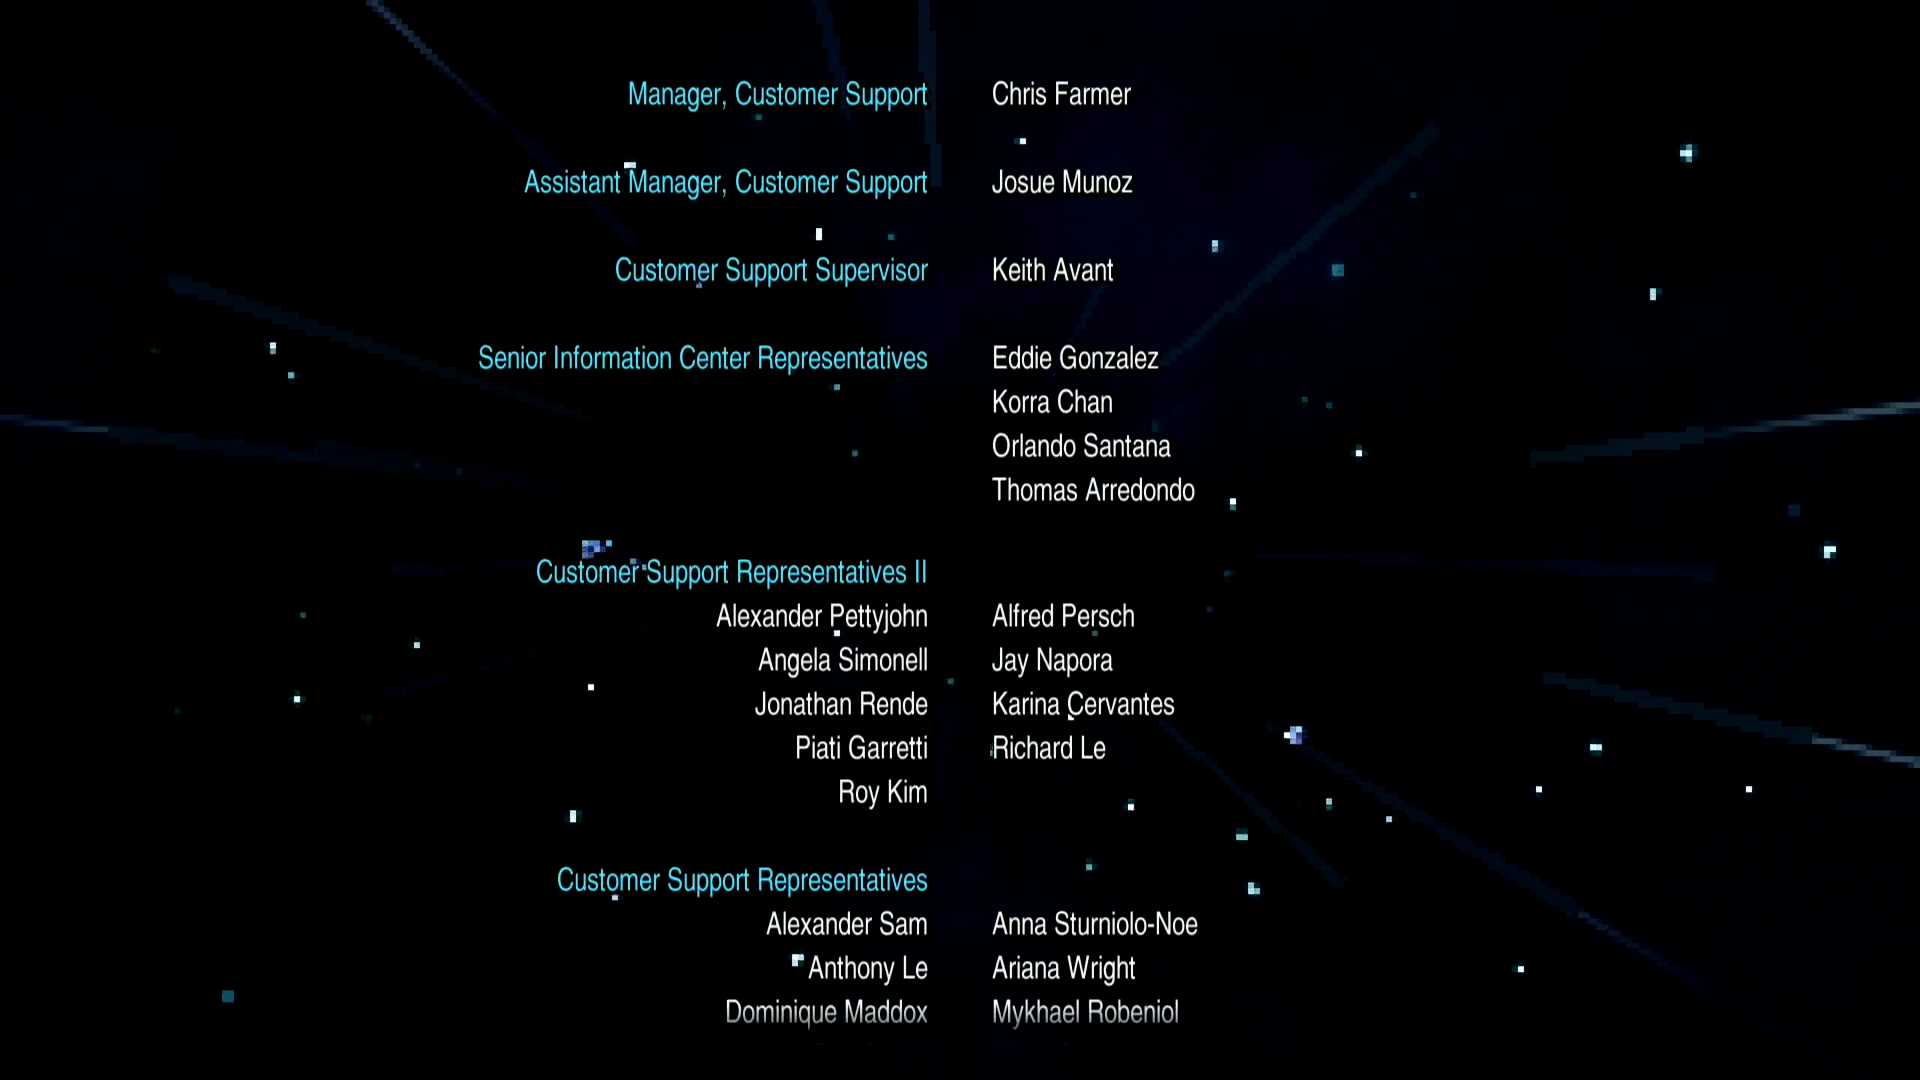 Manager, Customer Support Chris Farmer
Assistant Manager, Customer Support Josue Munoz
Customer Support Supervisor Keith Avant
Senior Information Center Representatives Eddie Gonzalez
Korra Chan
Orlando Santana
Thomas Arredondo
Customer Support Representatives II
Alexander Pettyjohn Alfred Persch
Angela Simonell Jay Napora
Jonathan Rende Karina Cervantes
Piati Garretti Richard Le
Roy Kim
Customer Support Representatives
Alexander Sam Anna Sturniolo-Noe
Anthony Le Ariana Wright
Dominique Maddox Mykhael Robeniol